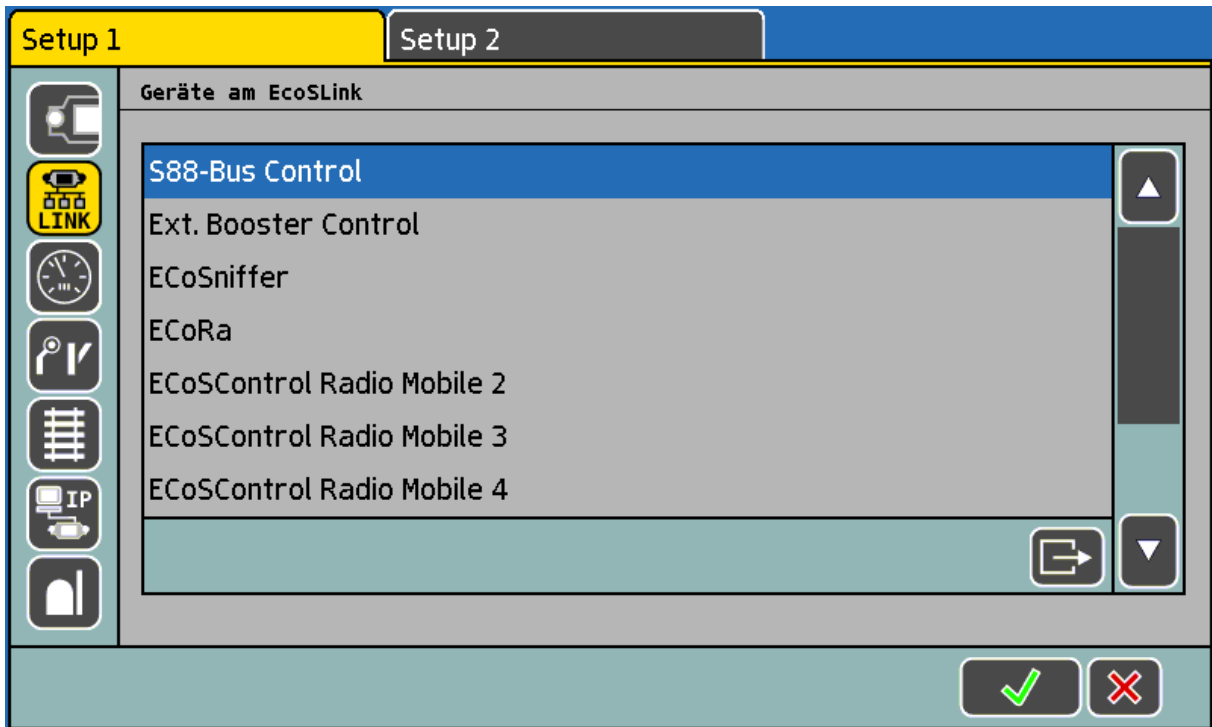 Setup 1
Setup 2
Geräte am EcoSLink
S88-Bus Control
LINK
Ext. Booster Control
ECoSniffer
ECoRa
ECoSControl Radio Mobile 2
ECoSControl Radio Mobile 3
ECoSControl Radio Mobile 4
IP